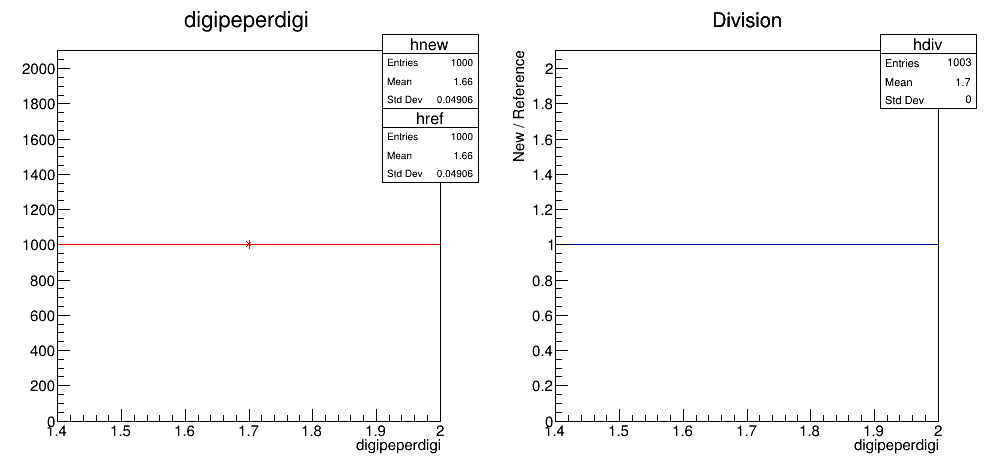 digipeperdigi
hnew
Entries 1000
Mean 1.66
Std Dev 0.04906
href
Entries 1000
Mean 1.66
Std Dev 0.04906
2000
1800
1600
1400
1200
1000
800
600
400
200
0
1.4 1.5 1.6 1.7 1.8 1.9 2
digipeperdigi
Division
hdiv
Entries 1003
Mean 1.7
Std Dev 0
New / Reference
2
1.8
1.6
1.4
1.2
1
0.8
0.6
0.4
0.2
0
1.4 1.5 1.6 1.7 1.8 1.9 2
digipeperdigi